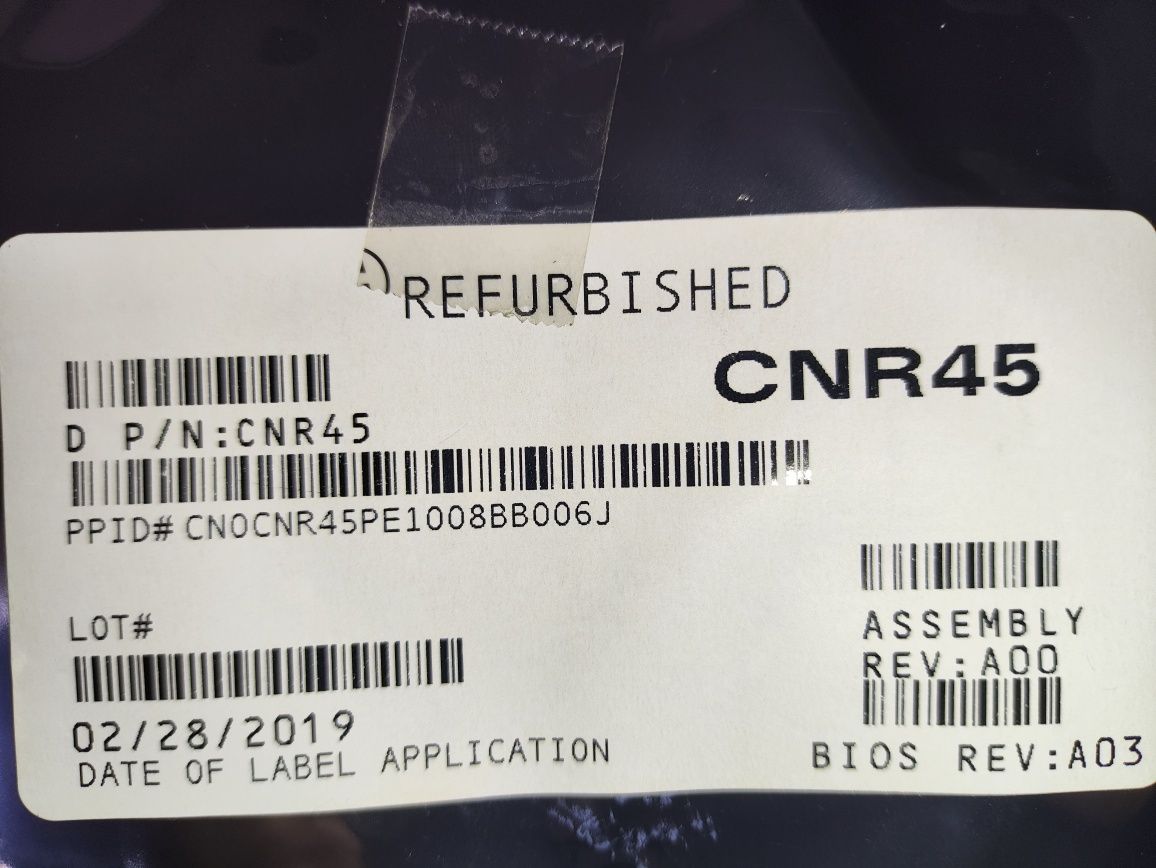 REFURBISHED
CNR45
D P/N:CNR45
PPID# CN0CNR45PE1008BB006J
LOT#
ASSEMBLY
REV:A00
02/28/2019
DATE OF LABEL APPLICATION
BIOS REV:A03